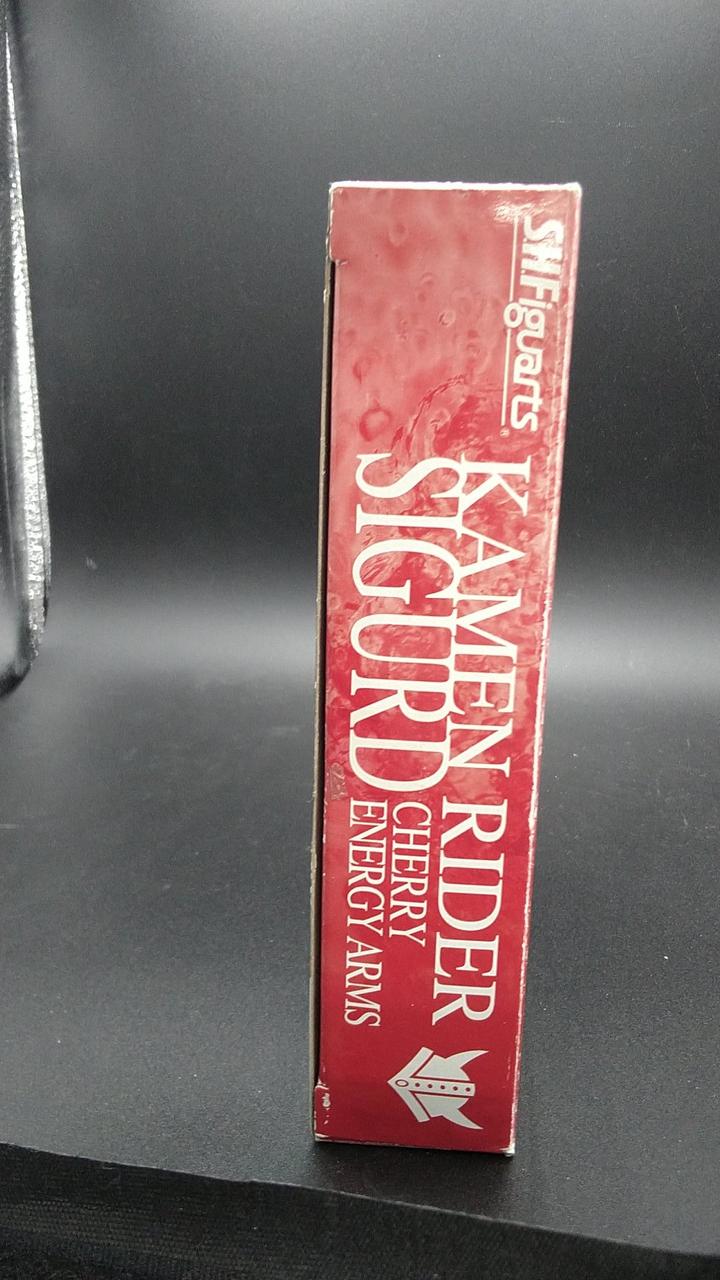 S.H.Figuarts®
KAMEN RIDER
SIGURD
CHERRY
ENERGY ARMS